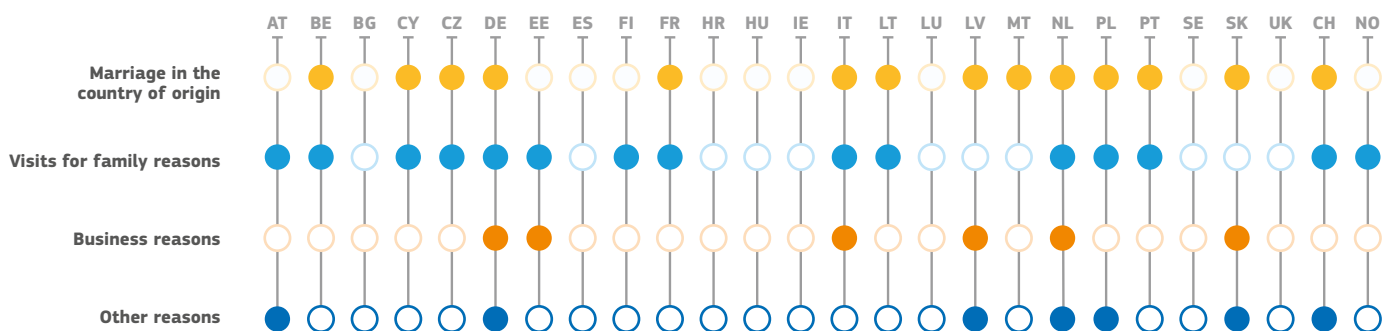 AT BE BG CY CZ DE EE ES FI FR HR HU IE IT LT LU LV MT NL PL PT SE SK UK CH NO
Marriage in the
country of origin
Visits for family reasons
Business reasons
Other reasons